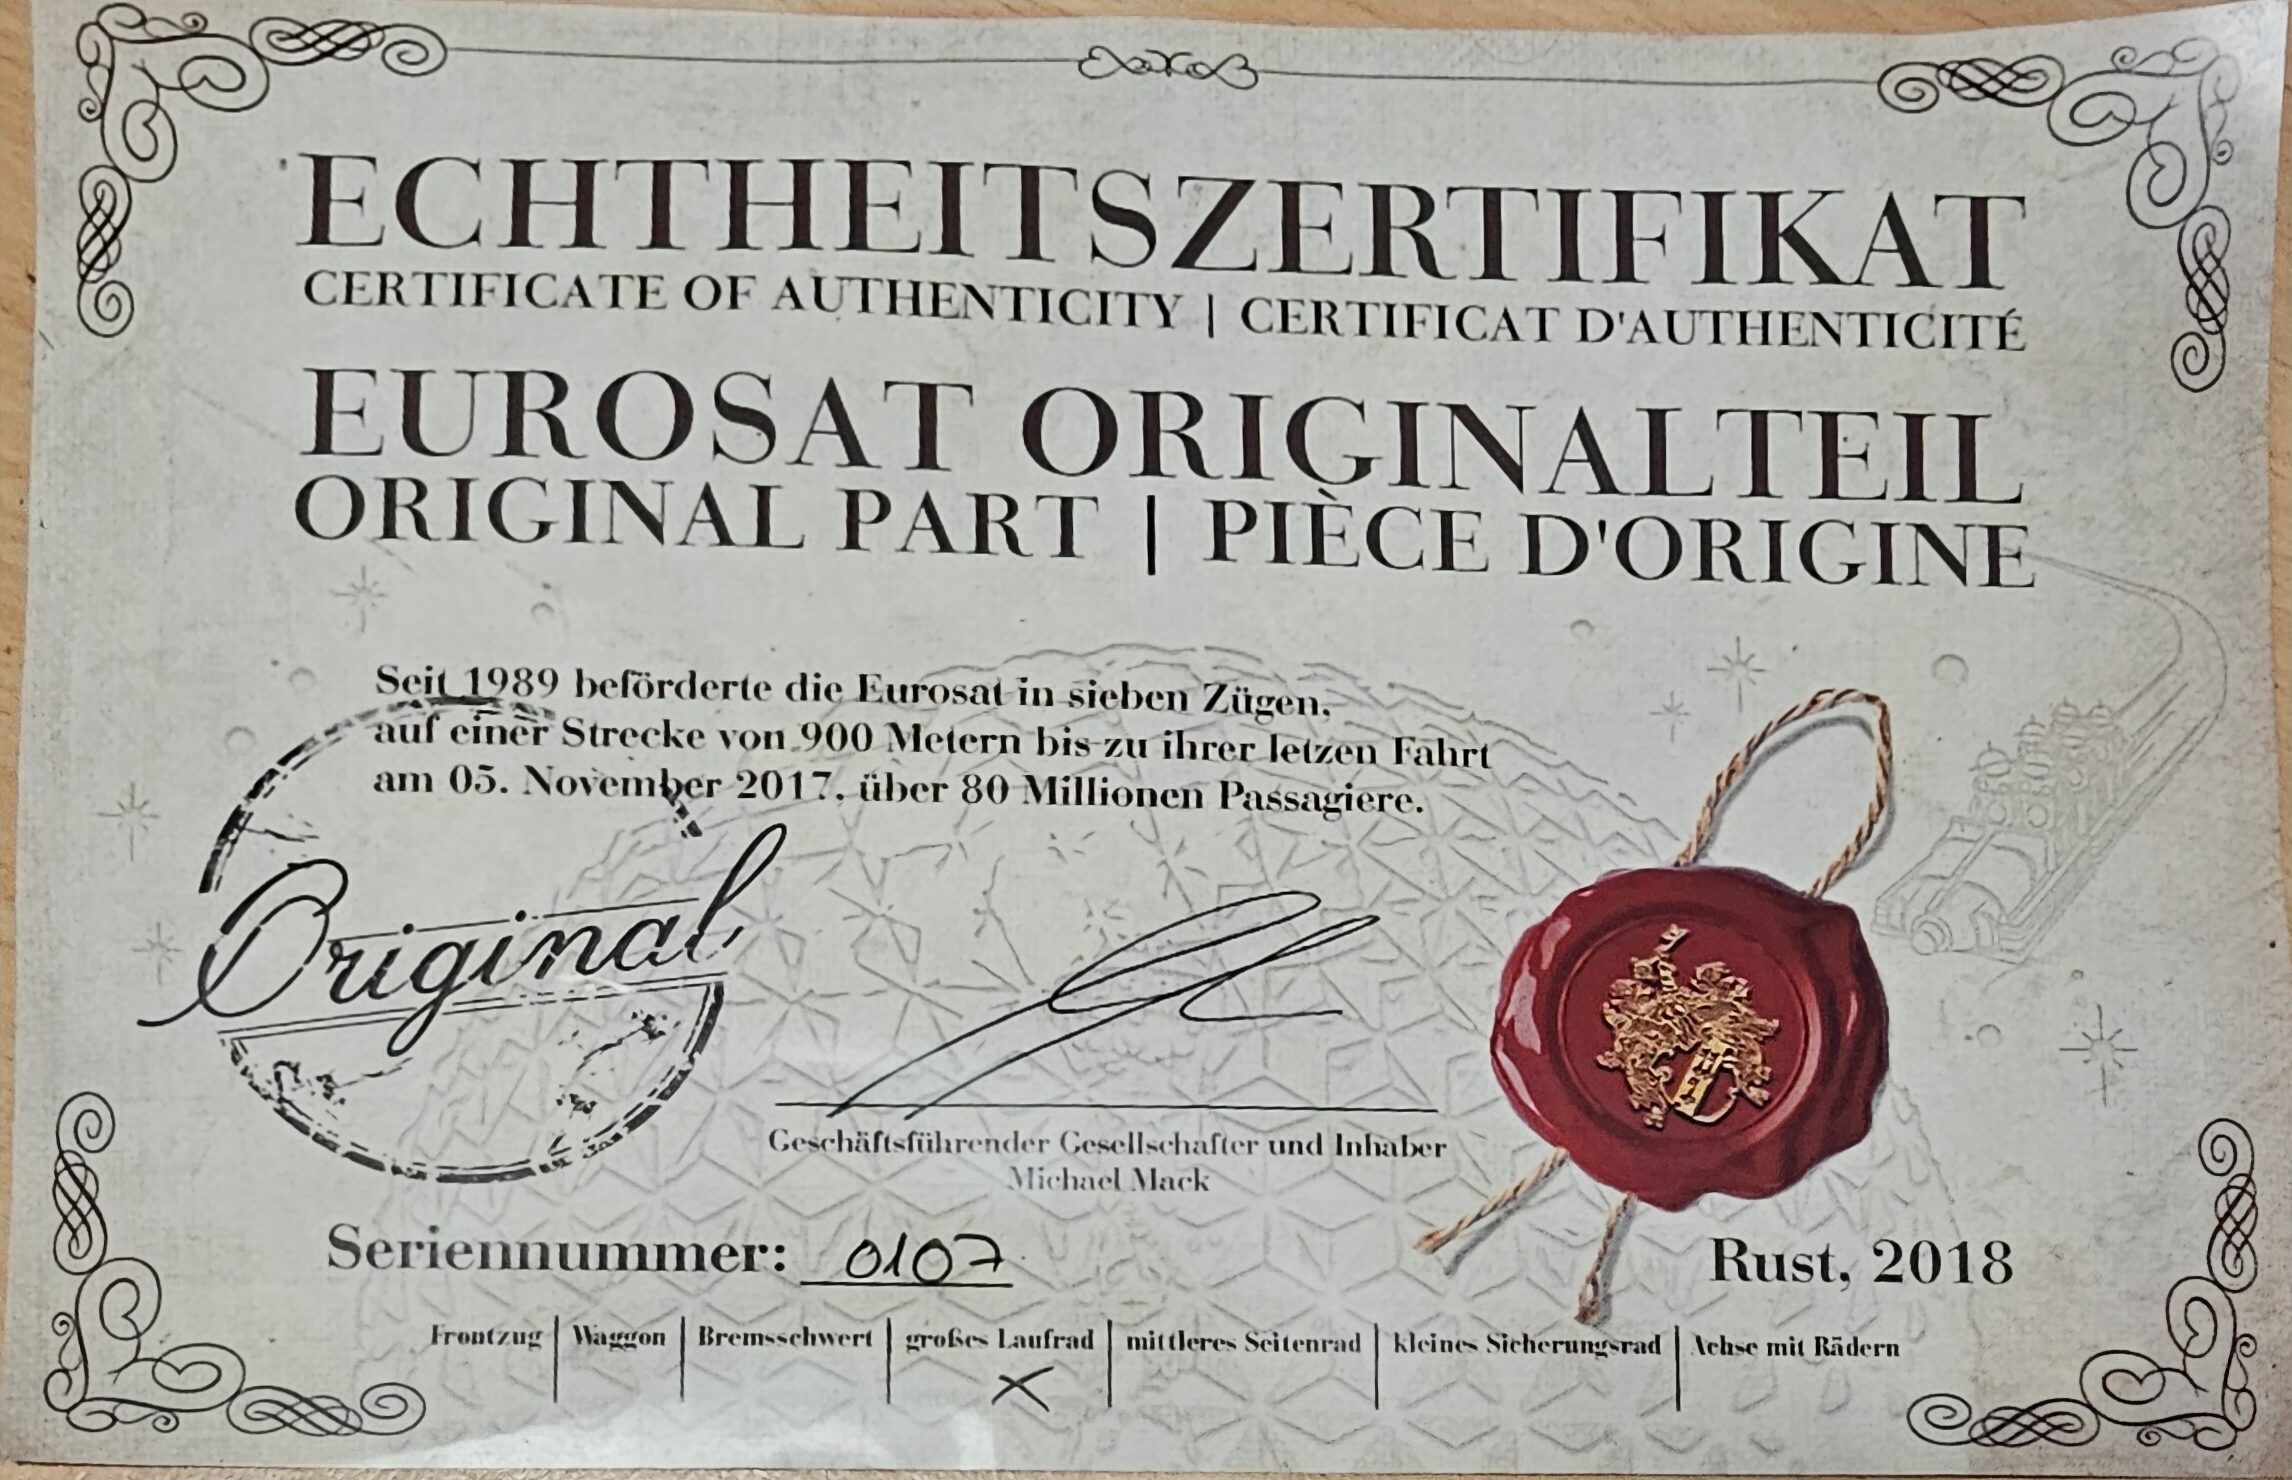 ECHTHEITSZERTIFIKAT
CERTIFICATE OF AUTHENTICITY | CERTIFICAT D'AUTHENTICITÉ
EUROSAT ORIGINALTEIL
ORIGINAL PART | PIÈCE D'ORIGINE
Seit 1989 beförderte die Eurosat in sieben Zügen,
auf einer Strecke von 900 Metern bis zu ihrer letzen Fahrt
am 05. November 2017, über 80 Millionen Passagiere.
Original
Geschäftsführender Gesellschafter und Inhaber
Michael Mack
Seriennummer: 0107
Rust, 2018
Frontzug | Waggon | Bremsschwert | großes Laufrad | mittleres Seitenrad | kleines Sicherungsrad | Achse mit Rädern
X